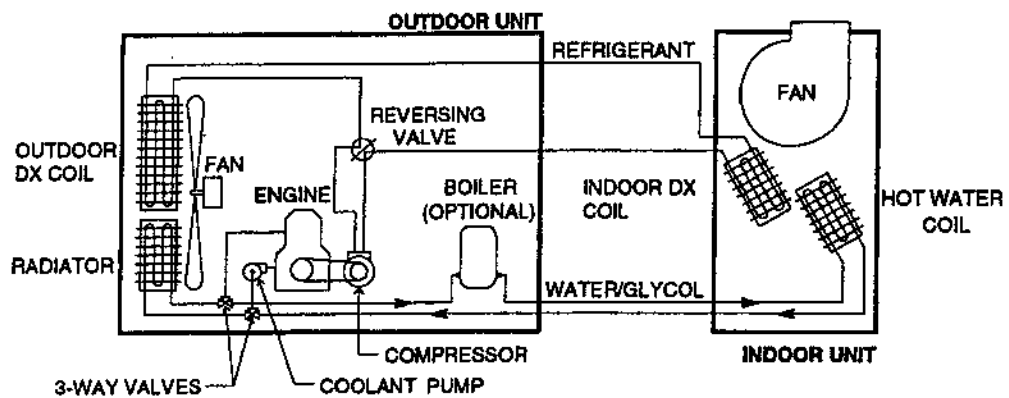 OUTDOOR UNIT
REFRIGERANT
FAN
REVERSING
VALVE
OUTDOOR
DX COIL
FAN
ENGINE
BOILER
(OPTIONAL)
INDOOR DX
COIL
HOT WATER
COIL
RADIATOR
WATER/GLYCOL
COMPRESSOR
INDOOR UNIT
3-WAY VALVES
COOLANT PUMP